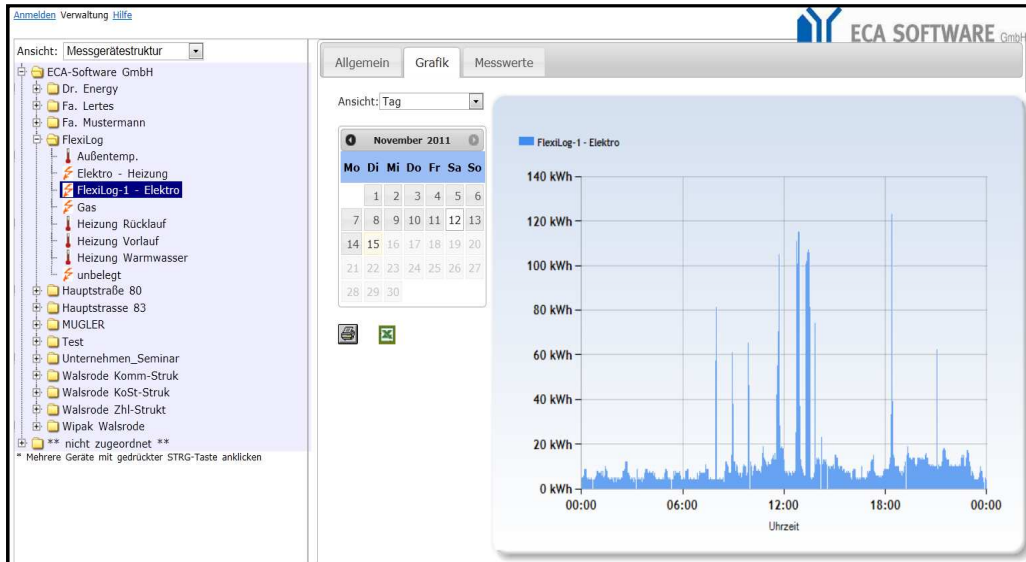 Anmelden Verwaltung Hilfe
ECA SOFTWARE GmbH
Ansicht: Messgerätestruktur
ECA-Software GmbH
Dr. Energy
Fa. Lertes
Fa. Mustermann
FlexiLog
Außentemp.
Elektro - Heizung
FlexiLog-1 - Elektro
Gas
Heizung Rücklauf
Heizung Vorlauf
Heizung Warmwasser
unbelegt
Hauptstraße 80
Hauptstrasse 83
MUGLER
Test
Unternehmen_Seminar
Walsrode Komm-Struk
Walsrode KoSt-Struk
Walsrode Zhl-Strukt
Wipak Walsrode
** nicht zugeordnet **
* Mehrere Geräte mit gedrückter STRG-Taste anklicken
Allgemein Grafik Messwerte
Ansicht: Tag
November 2011
Mo Di Mi Do Fr Sa So
1 2 3 4 5 6
7 8 9 10 11 12 13
14 15 16 17 18 19 20
21 22 23 24 25 26 27
28 29 30
FlexiLog-1 - Elektro
140 kWh
120 kWh
100 kWh
80 kWh
60 kWh
40 kWh
20 kWh
0 kWh
00:00 06:00 12:00 18:00 00:00
Uhrzeit